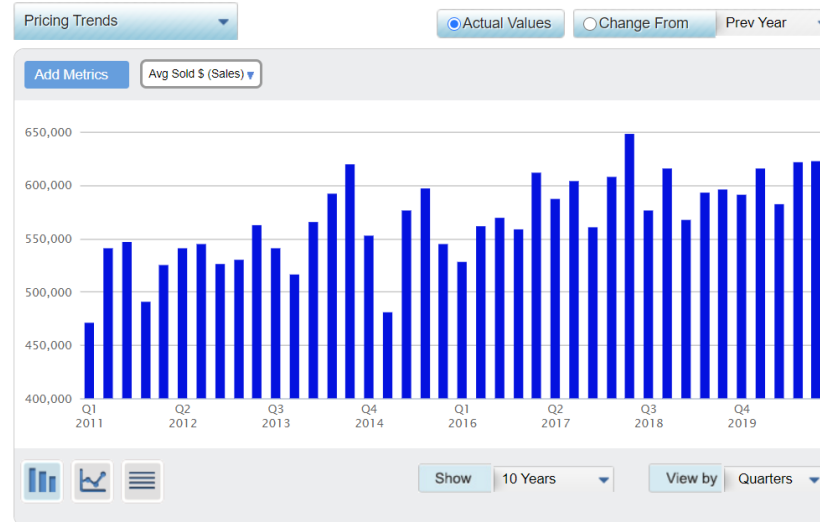 Pricing Trends
Actual Values
Change From
Prev Year
Add Metrics
Avg Sold $ (Sales)
650,000
600,000
550,000
500,000
450,000
400,000
Q1 Q2 Q3 Q4 Q1 Q2 Q3 Q4
2011 2012 2013 2014 2016 2017 2018 2019
Show 10 Years View by Quarters